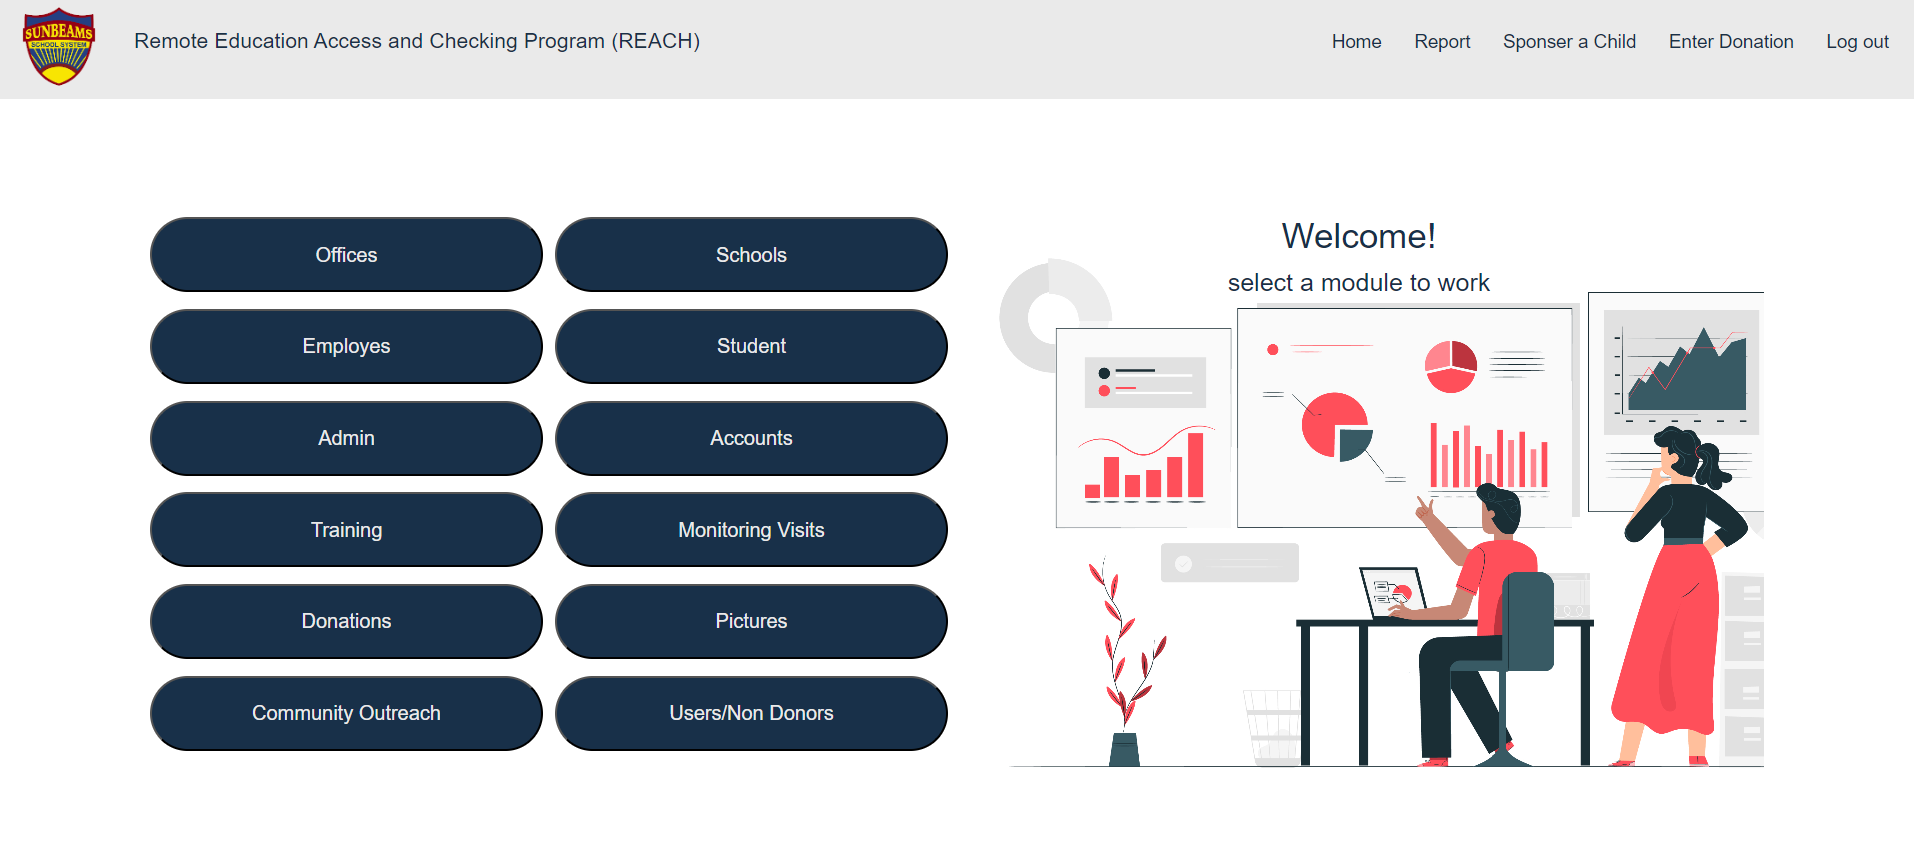 SUNBEAMS
SCHOOL SYSTEM
Remote Education Access and Checking Program (REACH)
Home
Report
Sponser a Child
Enter Donation
Log out
Offices
Schools
Employes
Student
Admin
Accounts
Training
Monitoring Visits
Donations
Pictures
Community Outreach
Users/Non Donors
Welcome!
select a module to work